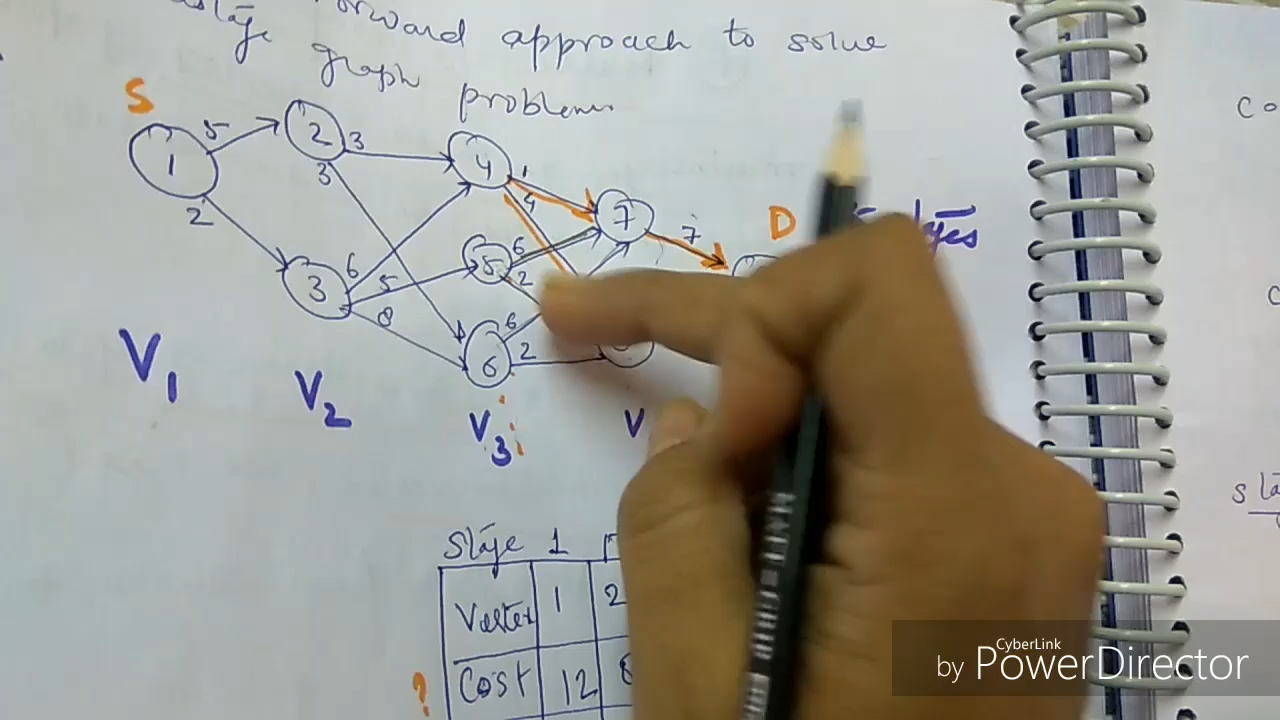 forward approach to solve
graph problem
S
1 5 2 3 4 1 7 7 D
2 3 4
3 6 5 8 5 6 2
6 6 2
V1 V2 V3 V
Stage 1
Vertex 1 2
Cost 12 8
?
by CyberLink PowerDirector